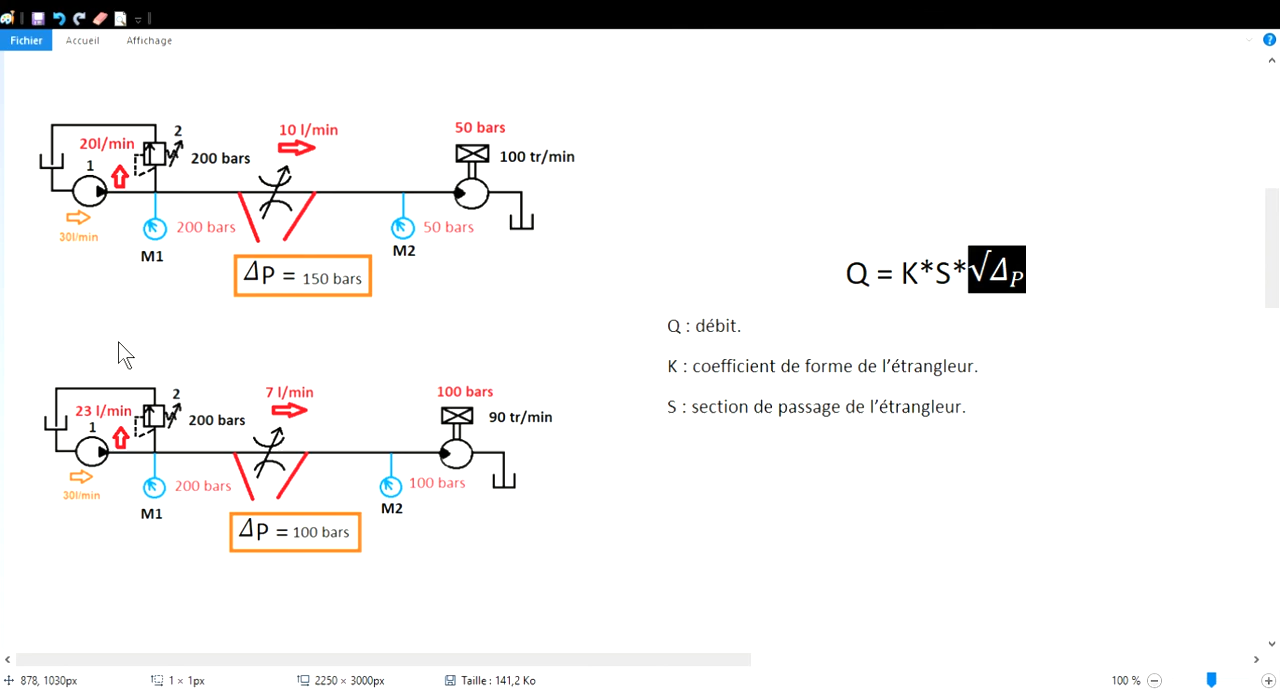 Fichier
Accueil
Affichage
2
20l/min
10 l/min
50 bars
1
200 bars
100 tr/min
30l/min
200 bars
50 bars
M1
M2
ΔP = 150 bars
Q = K*S*√ΔP
Q : débit.
K : coefficient de forme de l’étrangleur.
S : section de passage de l’étrangleur.
2
23 l/min
7 l/min
100 bars
1
200 bars
90 tr/min
30l/min
200 bars
100 bars
M1
M2
ΔP = 100 bars
878, 1030px
1 × 1px
2250 × 3000px
Taille : 141,2 Ko
100 %